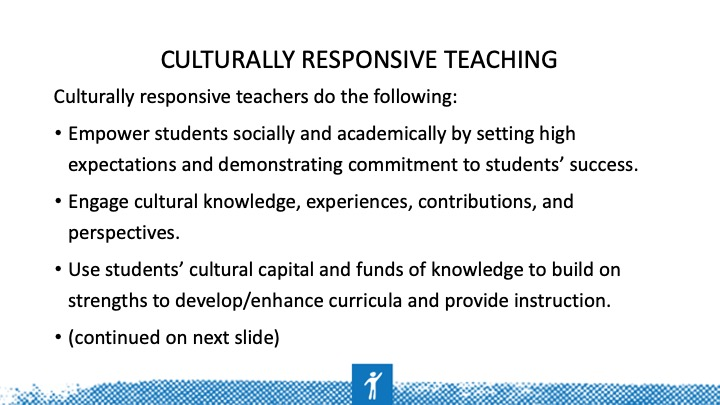 CULTURALLY RESPONSIVE TEACHING
Culturally responsive teachers do the following:
• Empower students socially and academically by setting high
expectations and demonstrating commitment to students’ success.
• Engage cultural knowledge, experiences, contributions, and
perspectives.
• Use students’ cultural capital and funds of knowledge to build on
strengths to develop/enhance curricula and provide instruction.
• (continued on next slide)